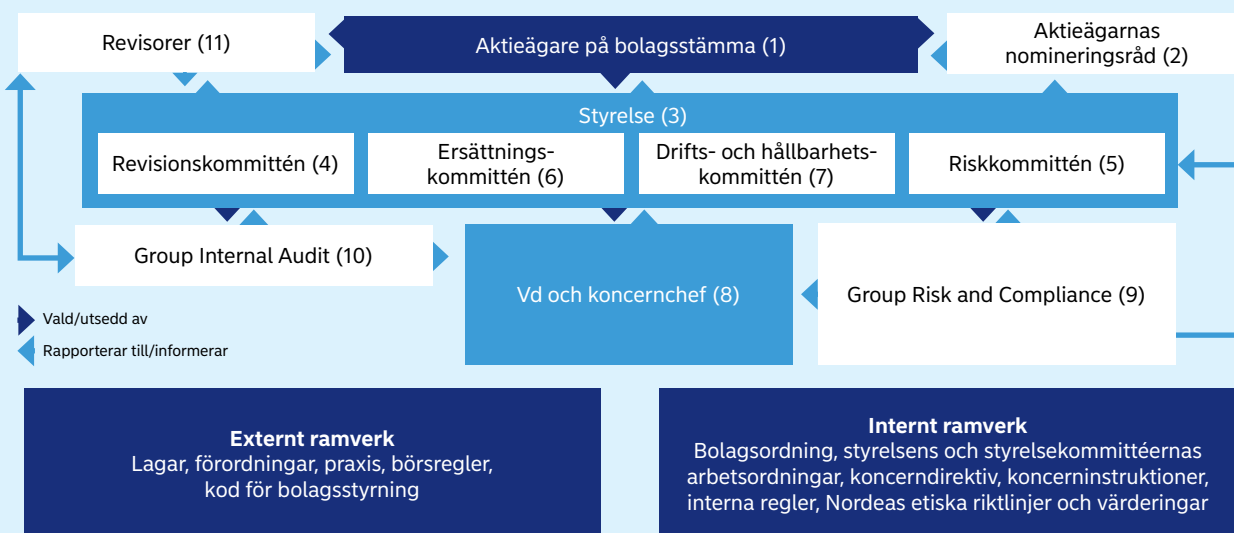 Revisorer (11)
Aktieägare på bolagsstämma (1)
Aktieägarnas
nomineringsråd (2)
Styrelse (3)
Revisionskommittén (4)
Ersättnings-
kommittén (6)
Drifts- och hållbarhets-
kommittén (7)
Riskkommittén (5)
Group Internal Audit (10)
Vd och koncernchef (8)
Group Risk and Compliance (9)
Vald/utsedd av
Rapporterar till/informerar
Externt ramverk
Lagar, förordningar, praxis, börsregler,
kod för bolagsstyrning
Internt ramverk
Bolagsordning, styrelsens och styrelsekommittéernas
arbetsordningar, koncerndirektiv, koncerninstruktioner,
interna regler, Nordeas etiska riktlinjer och värderingar